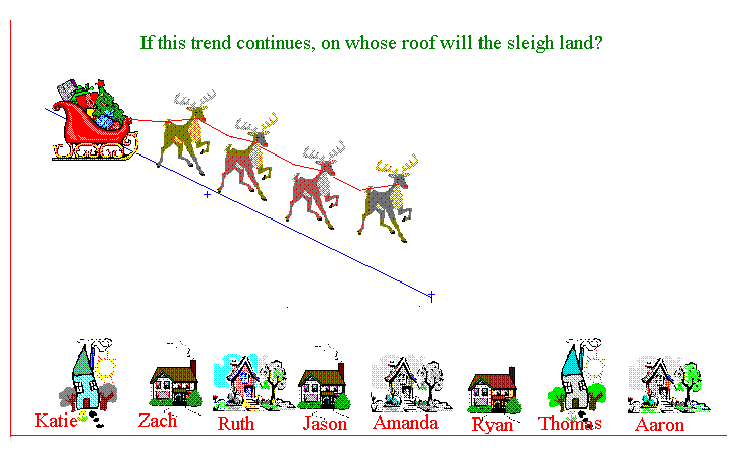 If this trend continues, on whose roof will the sleigh land?
Katie Zach Ruth Jason Amanda Ryan Thomas Aaron